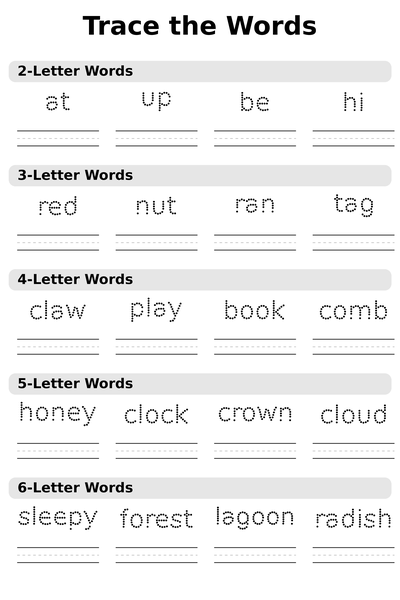 Trace the Words
2-Letter Words
at up be hi
3-Letter Words
red nut ran tag
4-Letter Words
claw play book comb
5-Letter Words
honey clock crown cloud
6-Letter Words
sleepy forest lagoon radish